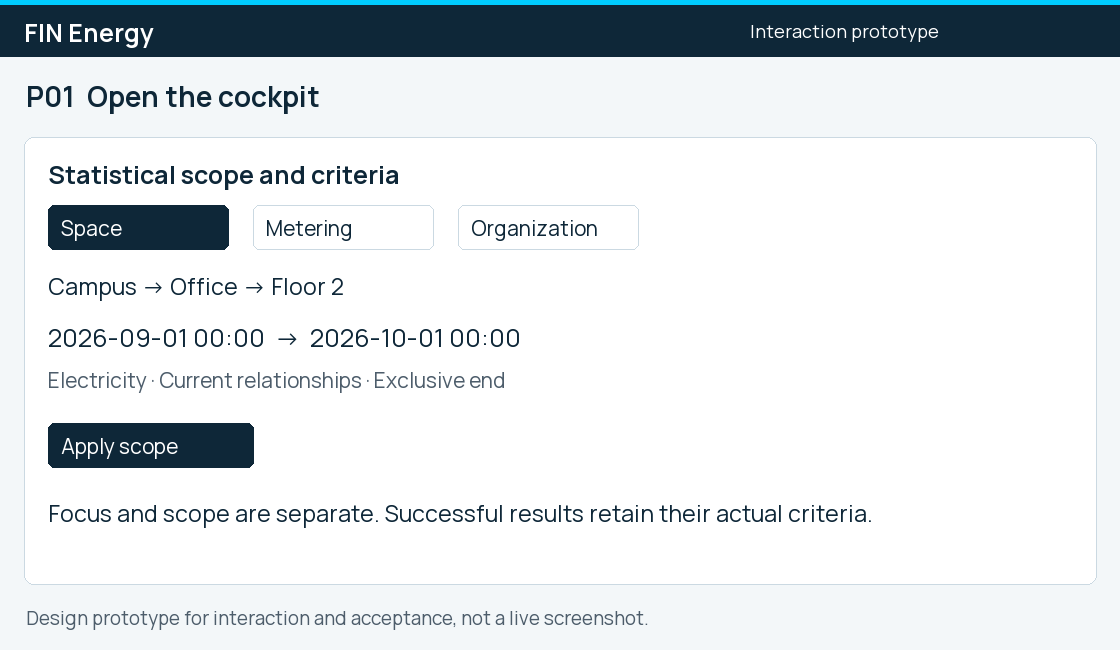 FIN Energy
Interaction prototype
P01 Open the cockpit
Statistical scope and criteria
Space
Metering
Organization
Campus → Office → Floor 2
2026-09-01 00:00 → 2026-10-01 00:00
Electricity · Current relationships · Exclusive end
Apply scope
Focus and scope are separate. Successful results retain their actual criteria.
Design prototype for interaction and acceptance, not a live screenshot.